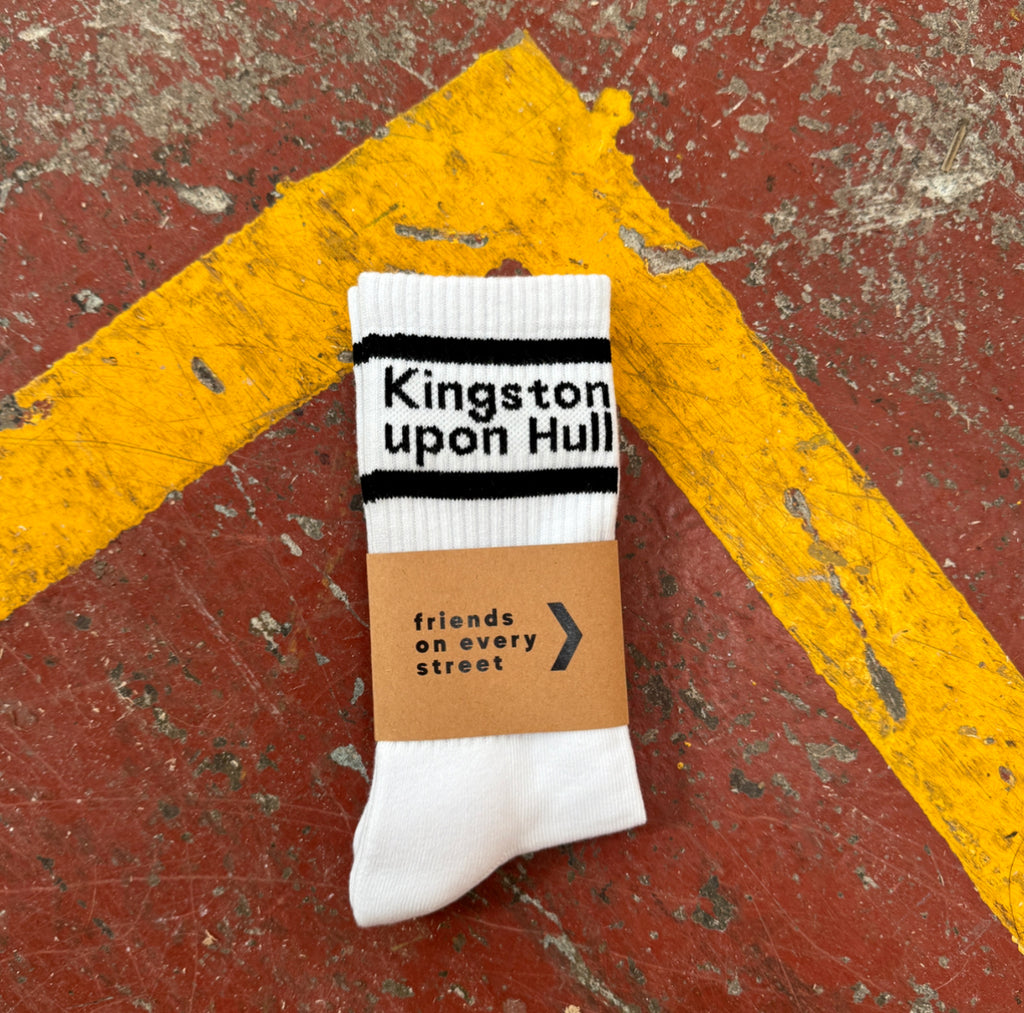 Kingston
upon Hull
friends
on every
street